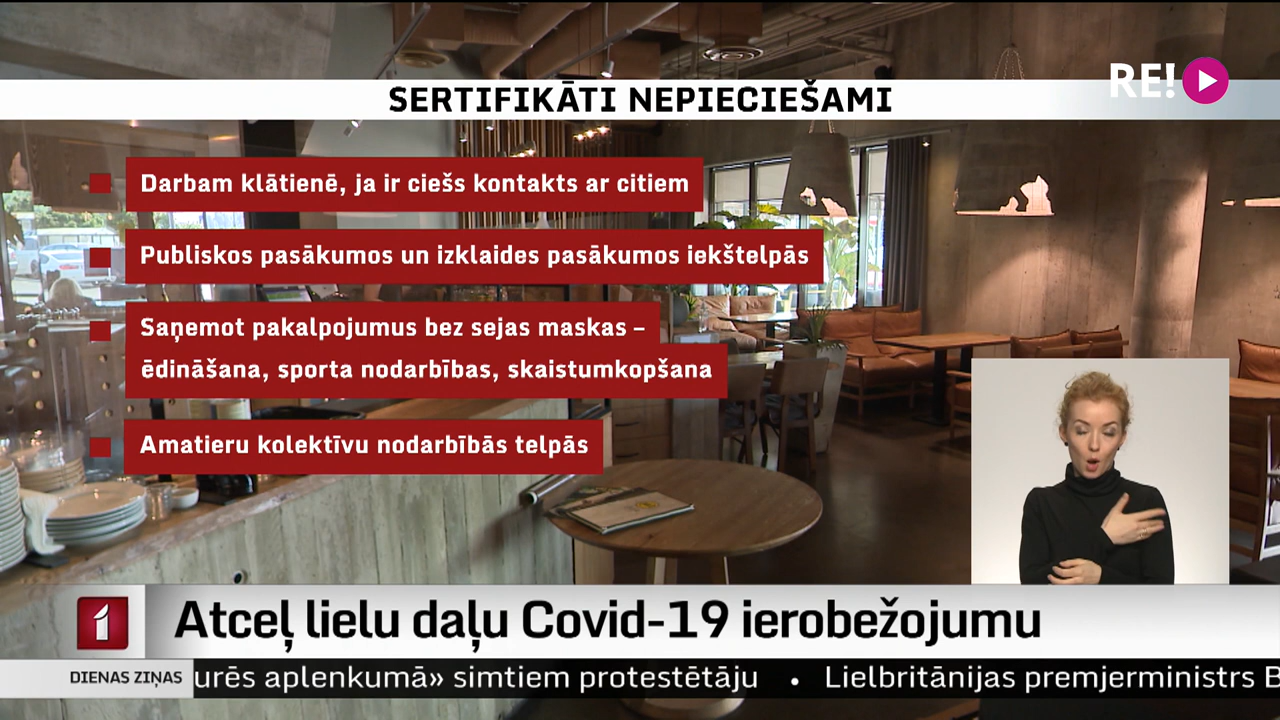 SERTIFIKĀTI NEPIECIEŠAMI
RE!
Darbam klātienē, ja ir ciešs kontakts ar citiem
Publiskos pasākumos un izklaides pasākumos iekštelpās
Saņemot pakalpojumus bez sejas maskas –
ēdināšana, sporta nodarbības, skaistumkopšana
Amatieru kolektīvu nodarbībās telpās
1 Atceļ lielu daļu Covid-19 ierobežojumu
DIENAS ZIŅAS urēs aplenkumā» simtiem protestētāju • Lielbritānijas premjerministrs B